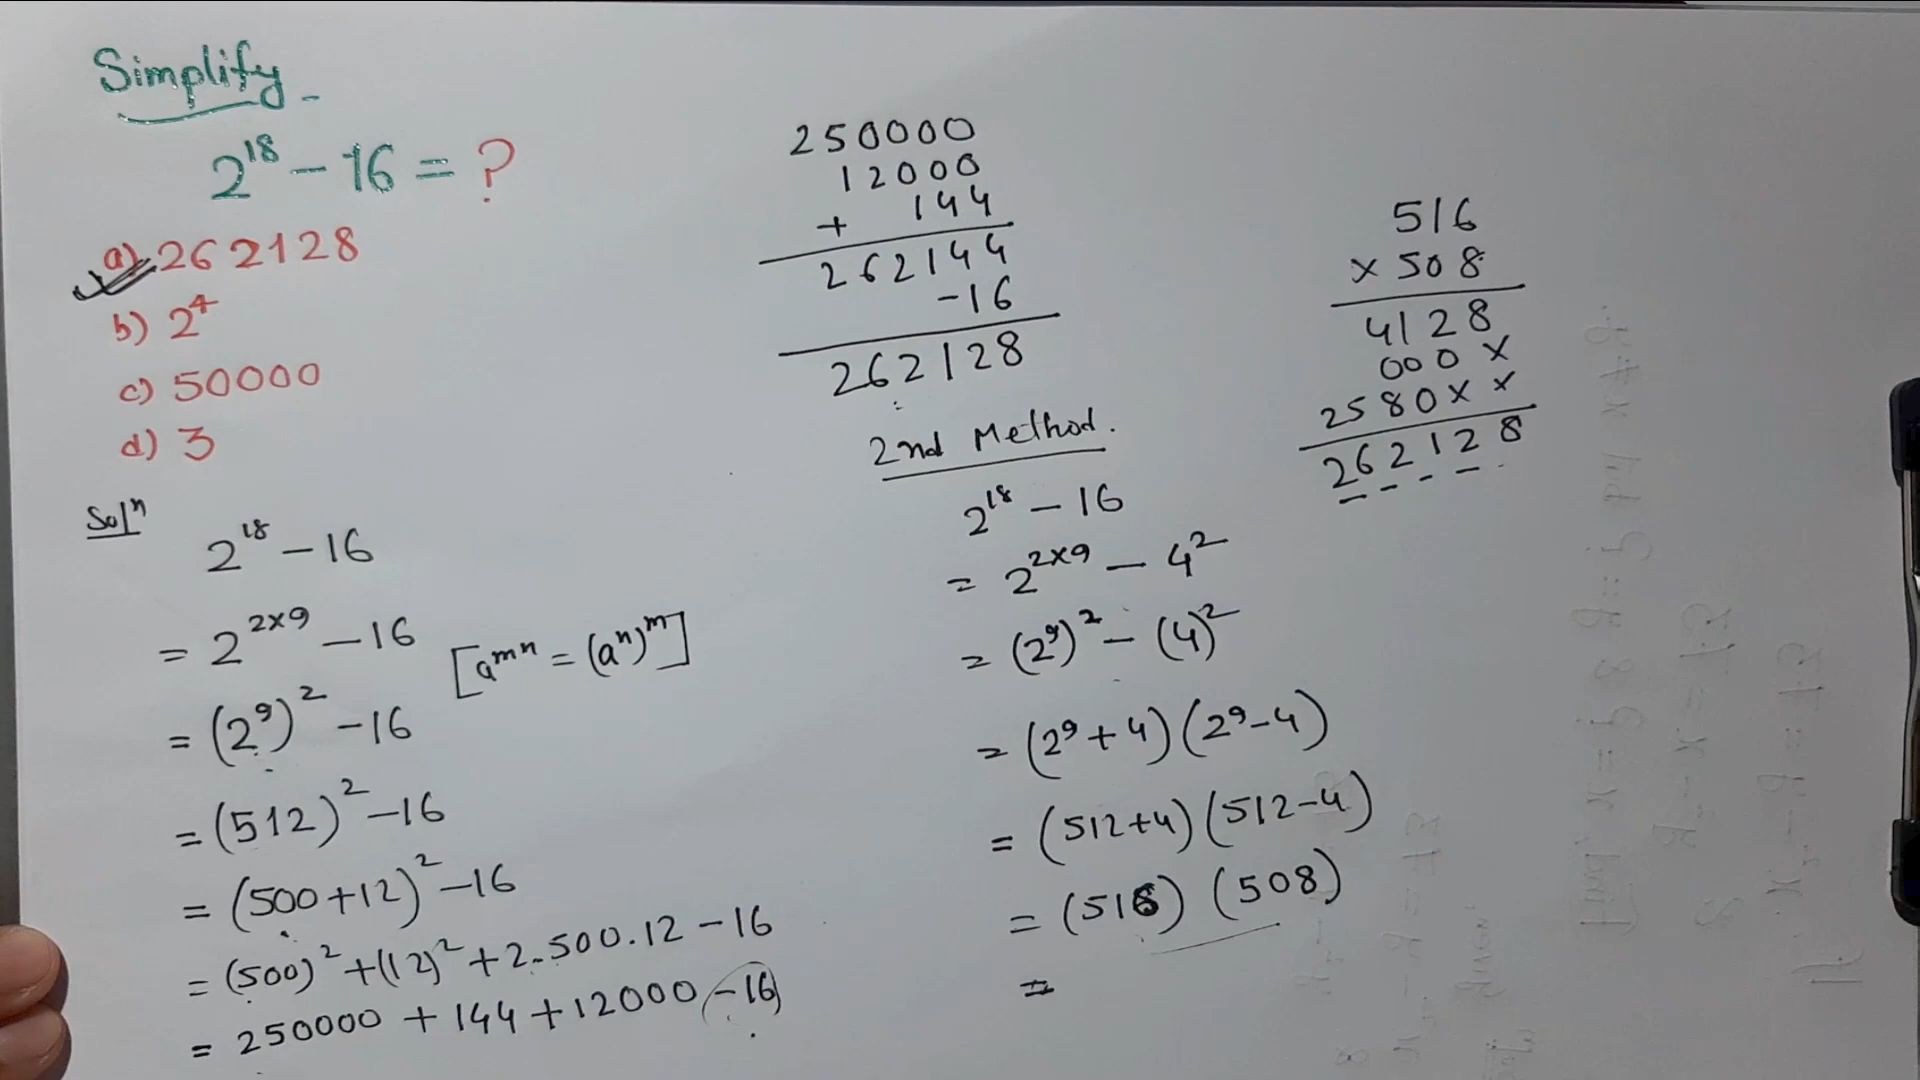 Simplify
2^18 - 16 = ?
a) 262128
b) 2^4
c) 50000
d) 3
Solⁿ
2^18 - 16
= 2^(2×9) - 16 [a^mn = (a^n)^m]
= (2^9)^2 - 16
= (512)^2 - 16
= (500+12)^2 - 16
= (500)^2 + (12)^2 + 2.500.12 - 16
= 250000 + 144 + 12000 - 16
250000
12000
+ 144
262144
-16
262128
2nd Method.
2^18 - 16
= 2^(2×9) - 4^2
= (2^9)^2 - (4)^2
= (2^9+4)(2^9-4)
= (512+4)(512-4)
= (516)(508)
=
516
× 508
4128
000×
2580××
262128